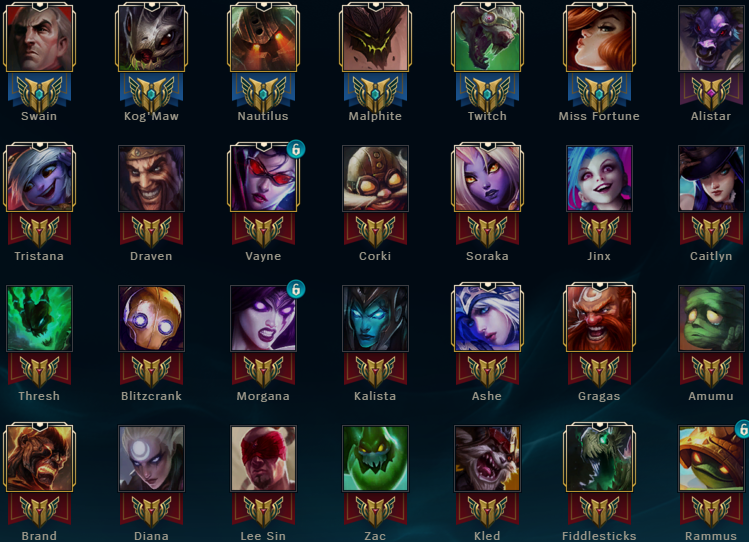 Swain Kog'Maw Nautilus Malphite Twitch Miss Fortune Alistar
6
Tristana Draven Vayne Corki Soraka Jinx Caitlyn
6
Thresh Blitzcrank Morgana Kalista Ashe Gragas Amumu
6
Brand Diana Lee Sin Zac Kled Fiddlesticks Rammus